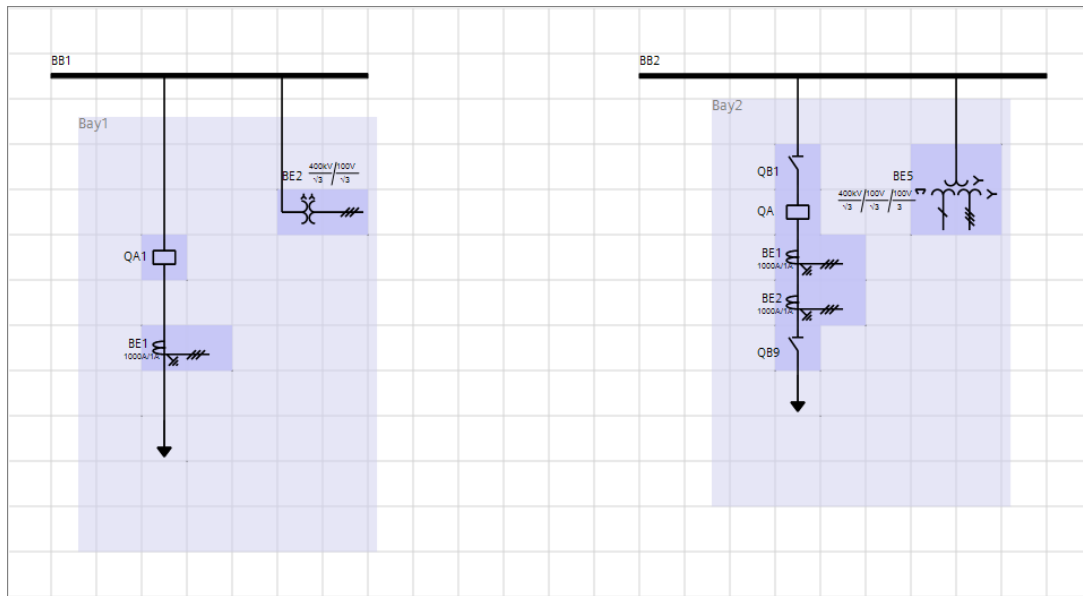 BB1
Bay1
BE2 400kV/√3 / 100V/√3
QA1
BE1
1000A/1A
BB2
Bay2
QB1
BE5
400kV/√3 / 100V/√3 / 100V/3
QA
BE1
1000A/1A
BE2
1000A/1A
QB9